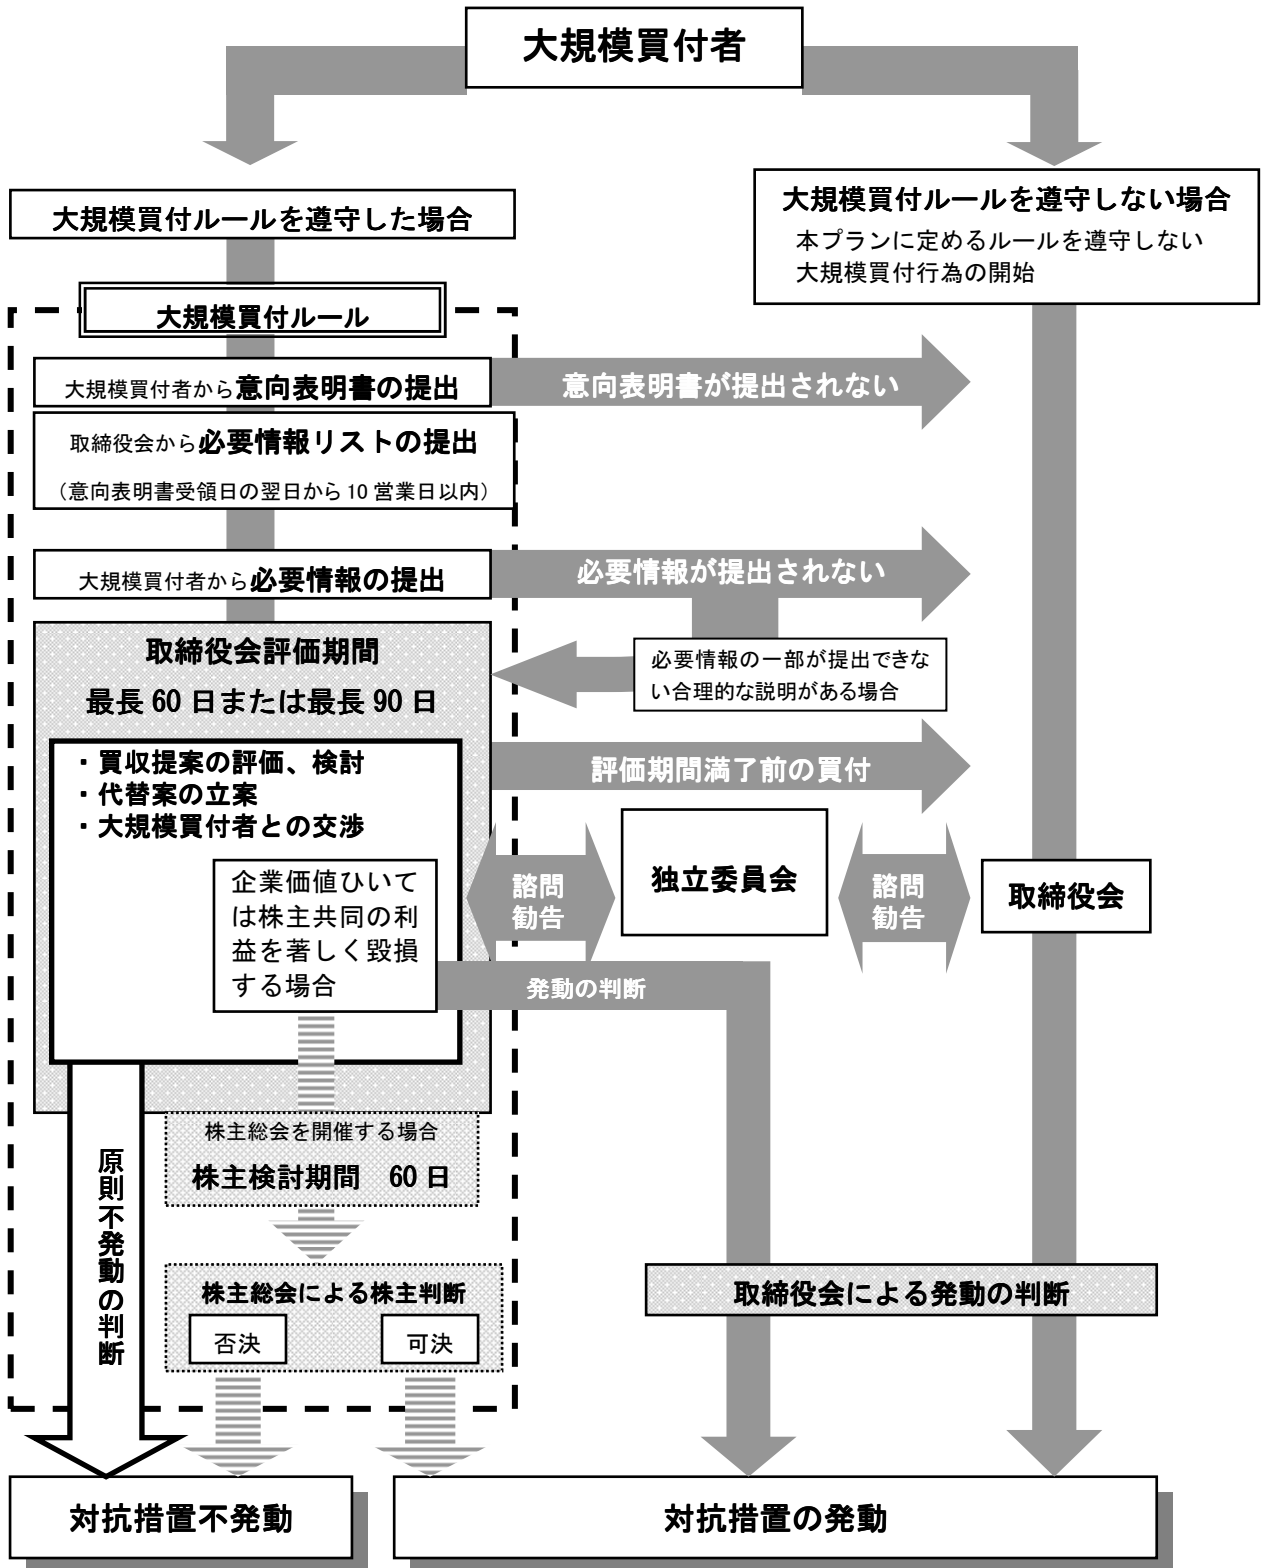 大規模買付者
大規模買付ルールを遵守した場合
大規模買付ルールを遵守しない場合
本プランに定めるルールを遵守しない
大規模買付行為の開始
大規模買付ルール
大規模買付者から意向表明書の提出
意向表明書が提出されない
取締役会から必要情報リストの提出
（意向表明書受領日の翌日から 10 営業日以内）
大規模買付者から必要情報の提出
必要情報が提出されない
必要情報の一部が提出できな
い合理的な説明がある場合
取締役会評価期間
最長 60 日または最長 90 日
・買収提案の評価、検討
・代替案の立案
・大規模買付者との交渉
評価期間満了前の買付
企業価値ひいて
は株主共同の利
益を著しく毀損
する場合
諮問
勧告
独立委員会
諮問
勧告
取締役会
発動の判断
株主総会を開催する場合
株主検討期間　60 日
原則不発動の判断
株主総会による株主判断
否決
可決
取締役会による発動の判断
対抗措置不発動
対抗措置の発動